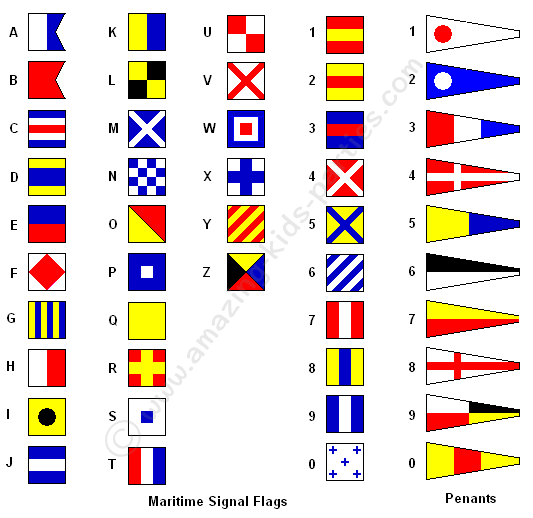 A K U 1 1
B L V 2 2
C M W 3 3
D N X 4 4
E O Y 5 5
F P Z 6 6
G Q 7 7
H R 8 8
I S 9 9
J T 0 0
Maritime Signal Flags
Penants
© www.amazing-kids-parties.com